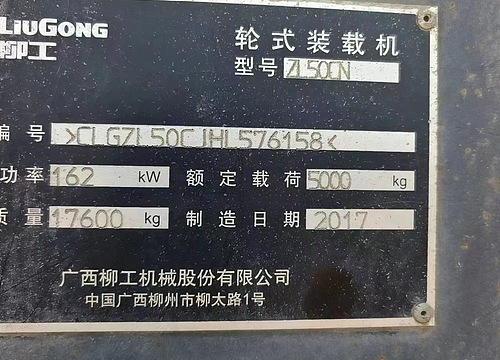 LIUGONG
柳工
轮式装载机
型号 ZL50CN
编号 >CLGZL50CJHL576158<
功率 162 kW 额定载荷 5000 kg
质量 17600 kg 制造日期 2017
广西柳工机械股份有限公司
中国广西柳州市柳太路1号